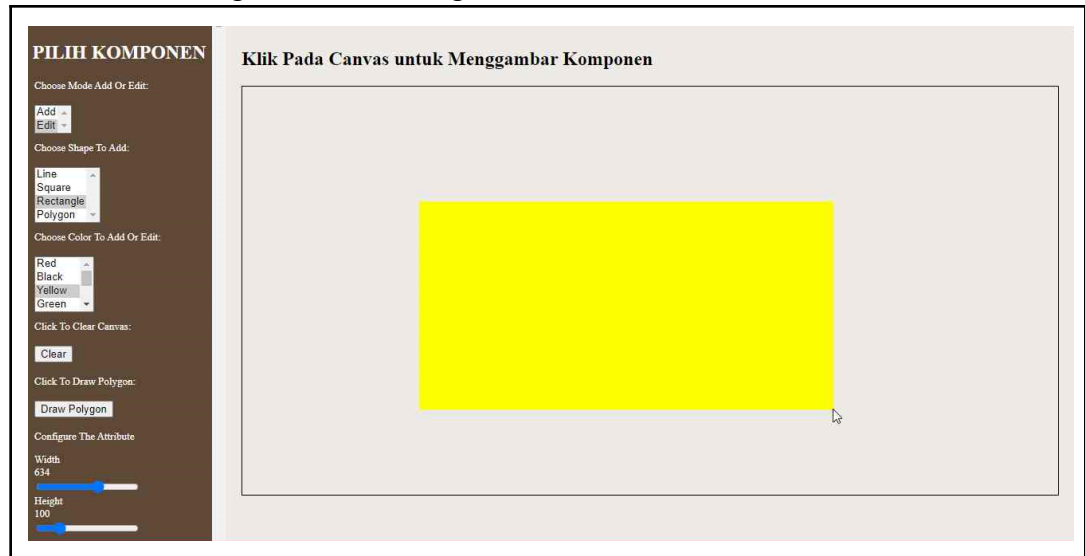 PILIH KOMPONEN
Choose Mode Add Or Edit:
Add
Edit
Choose Shape To Add:
Line
Square
Rectangle
Polygon
Choose Color To Add Or Edit:
Red
Black
Yellow
Green
Click To Clear Canvas:
Clear
Click To Draw Polygon:
Draw Polygon
Configure The Attribute
Width
634
Height
100
Klik Pada Canvas untuk Menggambar Komponen